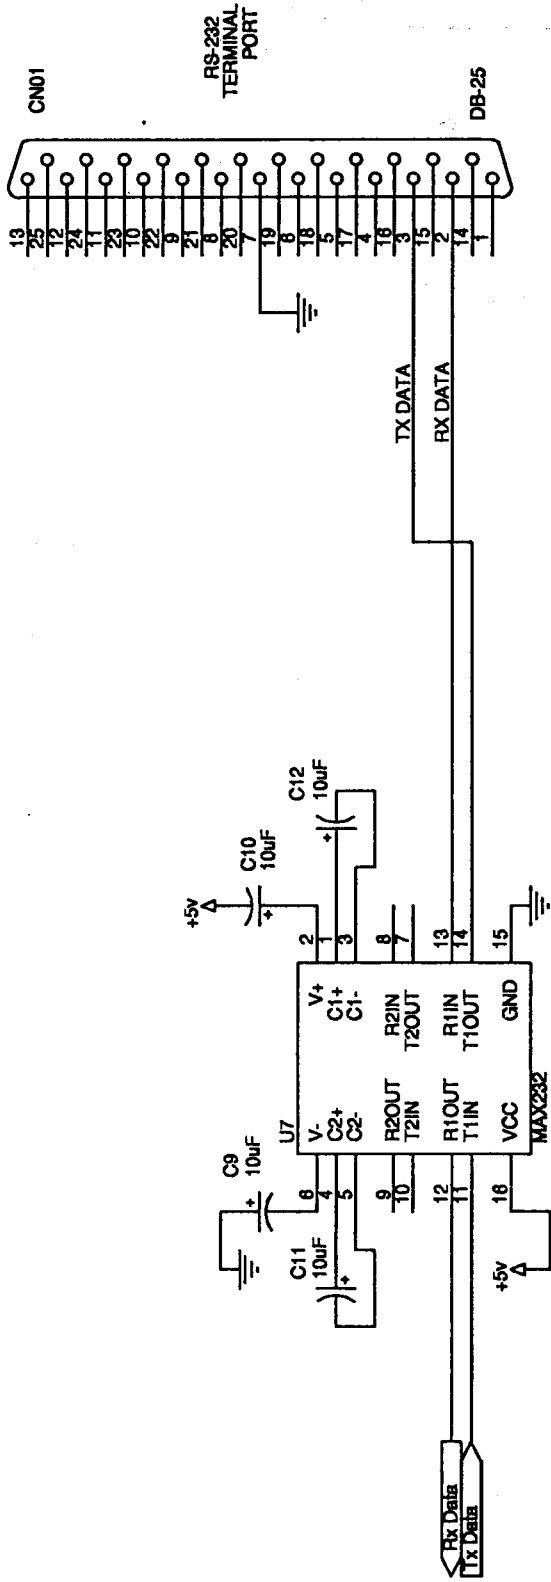 CN01
RS-232
TERMINAL
PORT
DB-25
13
25
12
24
11
23
10
22
9
21
8
20
7
19
6
18
5
17
4
16
3
15
2
14
1
TX DATA
RX DATA
C12
10uF
+
C10
10uF
+
+5v
2
1
3
8
7
13
14
15
V+
C1+
C1-
R2IN
T2OUT
R1IN
T1OUT
GND
U7
V-
C2+
C2-
R2OUT
T2IN
R1OUT
T1IN
VCC
MAX232
6
4
5
9
10
12
11
16
C9
10uF
+
C11
10uF
+
+5v
Rx Data
Tx Data